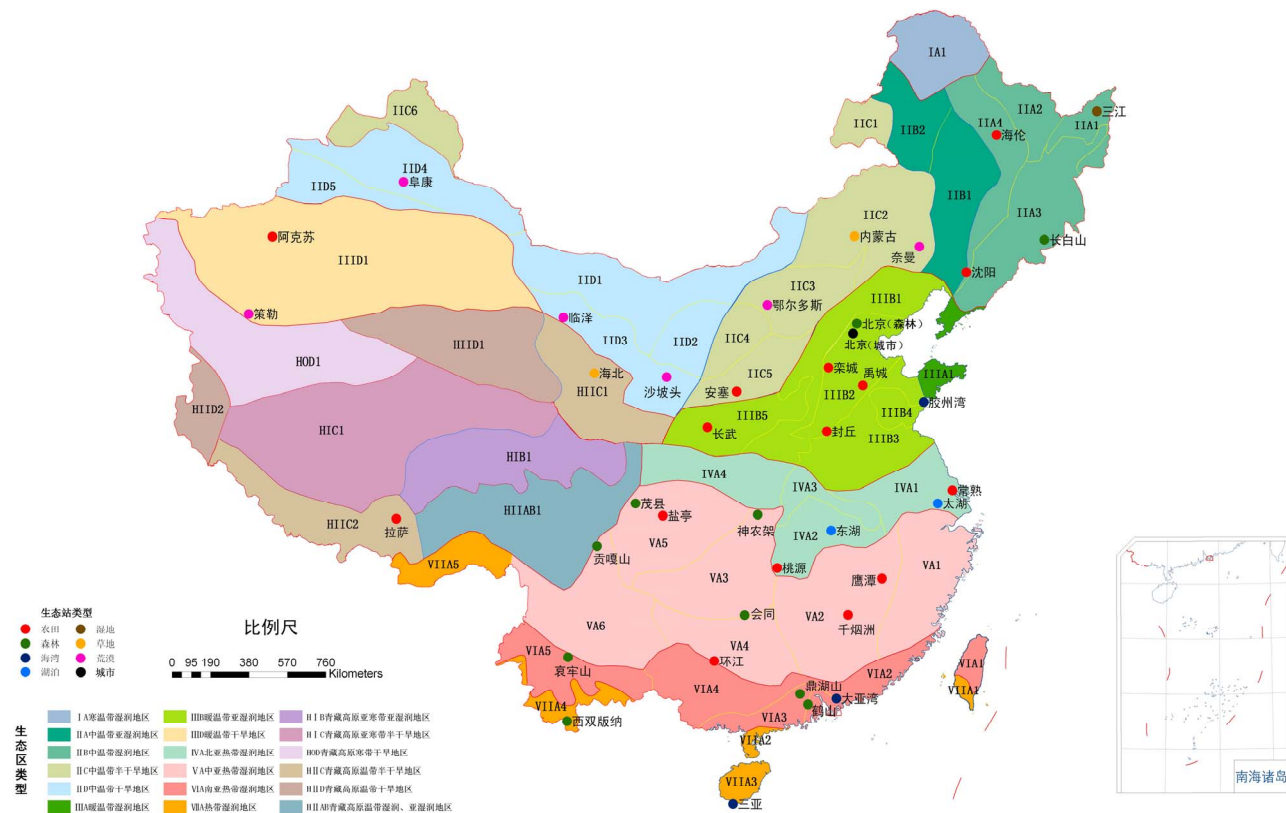 IA1
IIC6
IIA2
IIC1
IIB2
IIA4
海伦
IIA1
三江
IID4
阜康
IID5
IIB1
IIC2
IIA3
阿克苏
内蒙古
长白山
奈曼
IIID1
IID1
IIC3
沈阳
策勒
临泽
鄂尔多斯
IIIB1
北京(森林)
北京(城市)
HIID1
IID3
IID2
IIC4
HOD1
海北
IIC5
栾城
禹城
IIIA1
HIIC1
沙坡头
安塞
IIIB2
胶州湾
HIID2
IIIB4
HIC1
IIIB5
长武
封丘
IIIB3
HIB1
IVA4
IVA3
IVA1
常熟
太湖
HIIAB1
茂县
盐亭
神农架
HIIC2
拉萨
IVA2
东湖
VA5
贡嘎山
VIIA5
桃源
VA1
鹰潭
VA3
会同
VA2
千烟洲
VA6
VA4
环江
VIA5
哀牢山
VIA2
VIA1
VIIA1
VIA4
鼎湖山
大亚湾
鹤山
VIIA4
西双版纳
VIA3
VIIA2
VIIA3
三亚
南海诸岛
生态站类型
农田 湿地
森林 草地
海湾 荒漠
湖泊 城市
比例尺
0 95 190 380 570 760
Kilometers
生态区类型
IA寒温带湿润地区 IIIB暖温带亚湿润地区 HIB青藏高原亚寒带亚湿润地区
IIA中温带亚湿润地区 IIID暖温带干旱地区 HIC青藏高原亚寒带半干旱地区
IIB中温带湿润地区 IVA北亚热带湿润地区 HOD青藏高原寒带干旱地区
IIC中温带半干旱地区 VA中亚热带湿润地区 HIIC青藏高原温带半干旱地区
IID中温带干旱地区 VIA南亚热带湿润地区 HIID青藏高原温带干旱地区
IIIA暖温带湿润地区 VIIA热带湿润地区 HIIAB青藏高原温带湿润、亚湿润地区